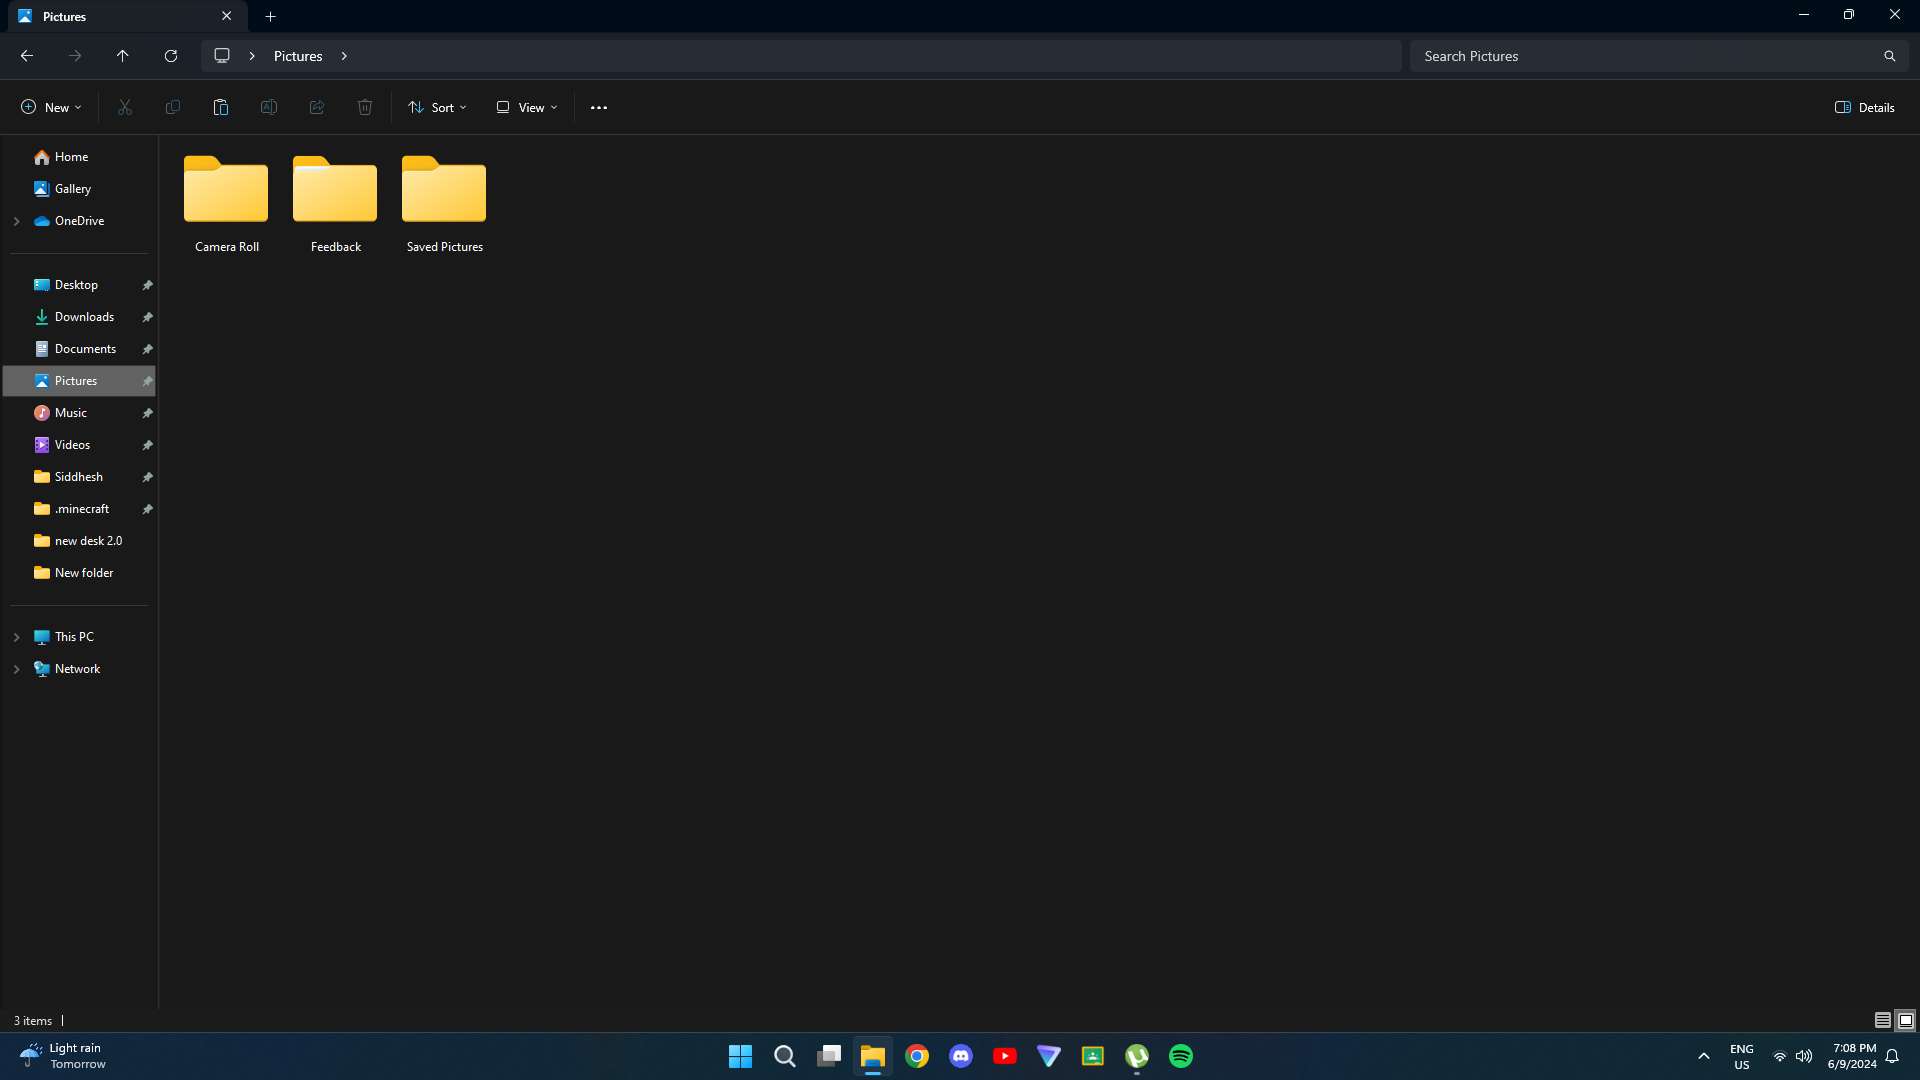 Pictures
Pictures
Search Pictures
New
Sort
View
Details
Home
Gallery
OneDrive
Desktop
Downloads
Documents
Pictures
Music
Videos
Siddhesh
.minecraft
new desk 2.0
New folder
This PC
Network
Camera Roll
Feedback
Saved Pictures
3 items
Light rain
Tomorrow
ENG
US
7:08 PM
6/9/2024